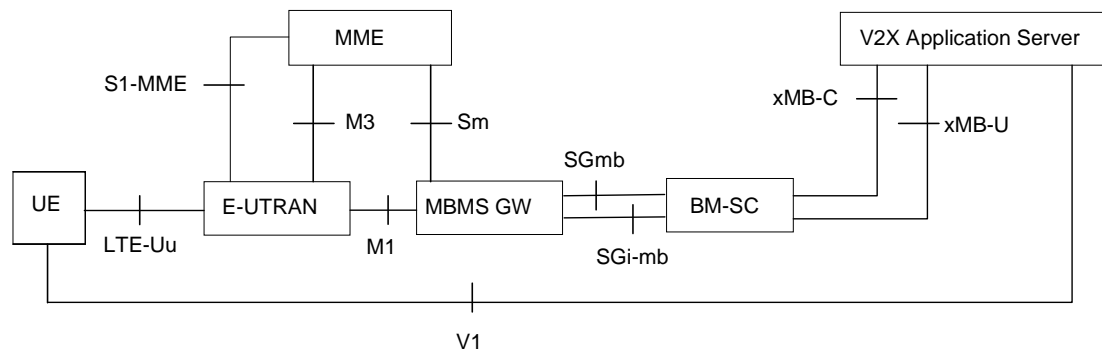 MME
V2X Application Server
S1-MME
xMB-C
M3
Sm
xMB-U
SGmb
UE
E-UTRAN
MBMS GW
BM-SC
LTE-Uu
M1
SGi-mb
V1